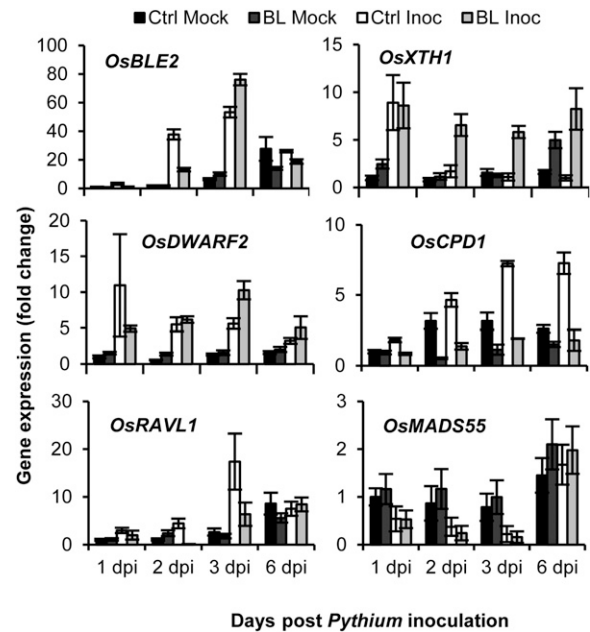 Ctrl Mock BL Mock Ctrl Inoc BL Inoc
OsBLE2
100
80
60
40
20
0
OsXTH1
15
10
5
0
Gene expression (fold change)
OsDWARF2
20
15
10
5
0
OsCPD1
10
5
0
OsRAVL1
30
20
10
0
1 dpi 2 dpi 3 dpi 6 dpi
OsMADS55
3
2
1
0
1 dpi 2 dpi 3 dpi 6 dpi
Days post Pythium inoculation